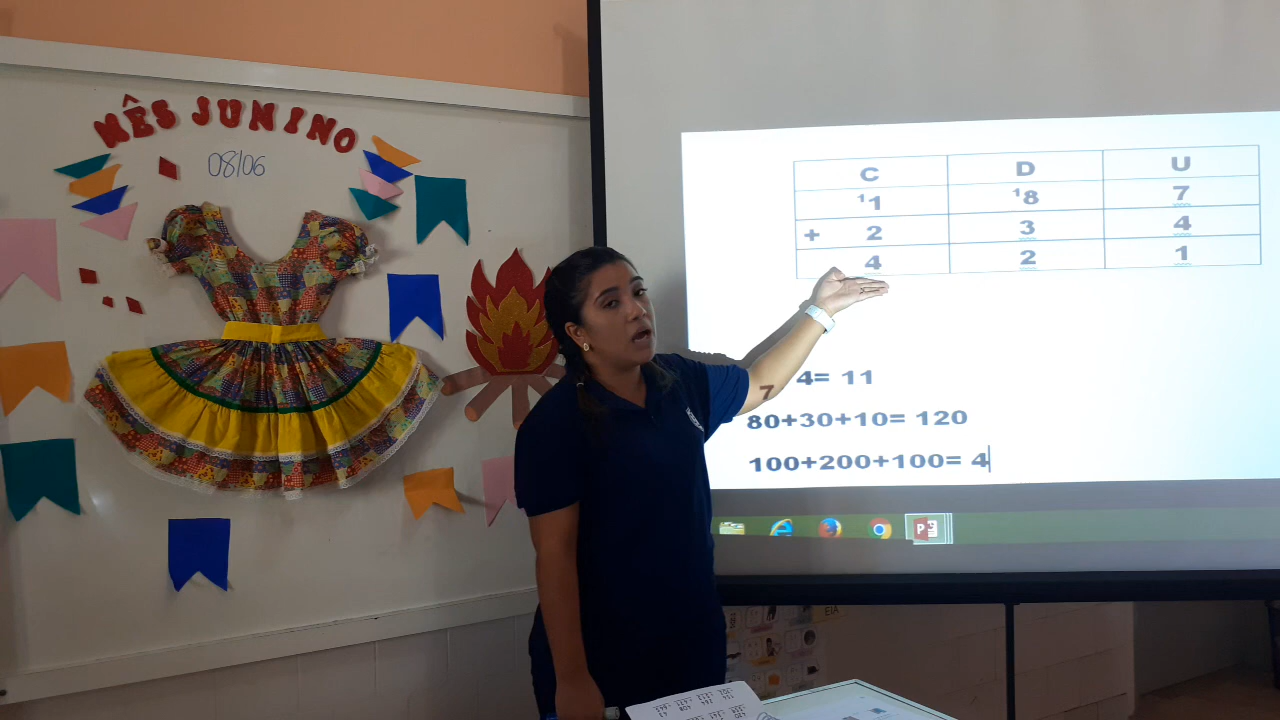 MÊS JUNINO
08/06
C D U
¹1 ¹8 7
+ 2 3 4
4 2 1
7 4= 11
80+30+10= 120
100+200+100= 4